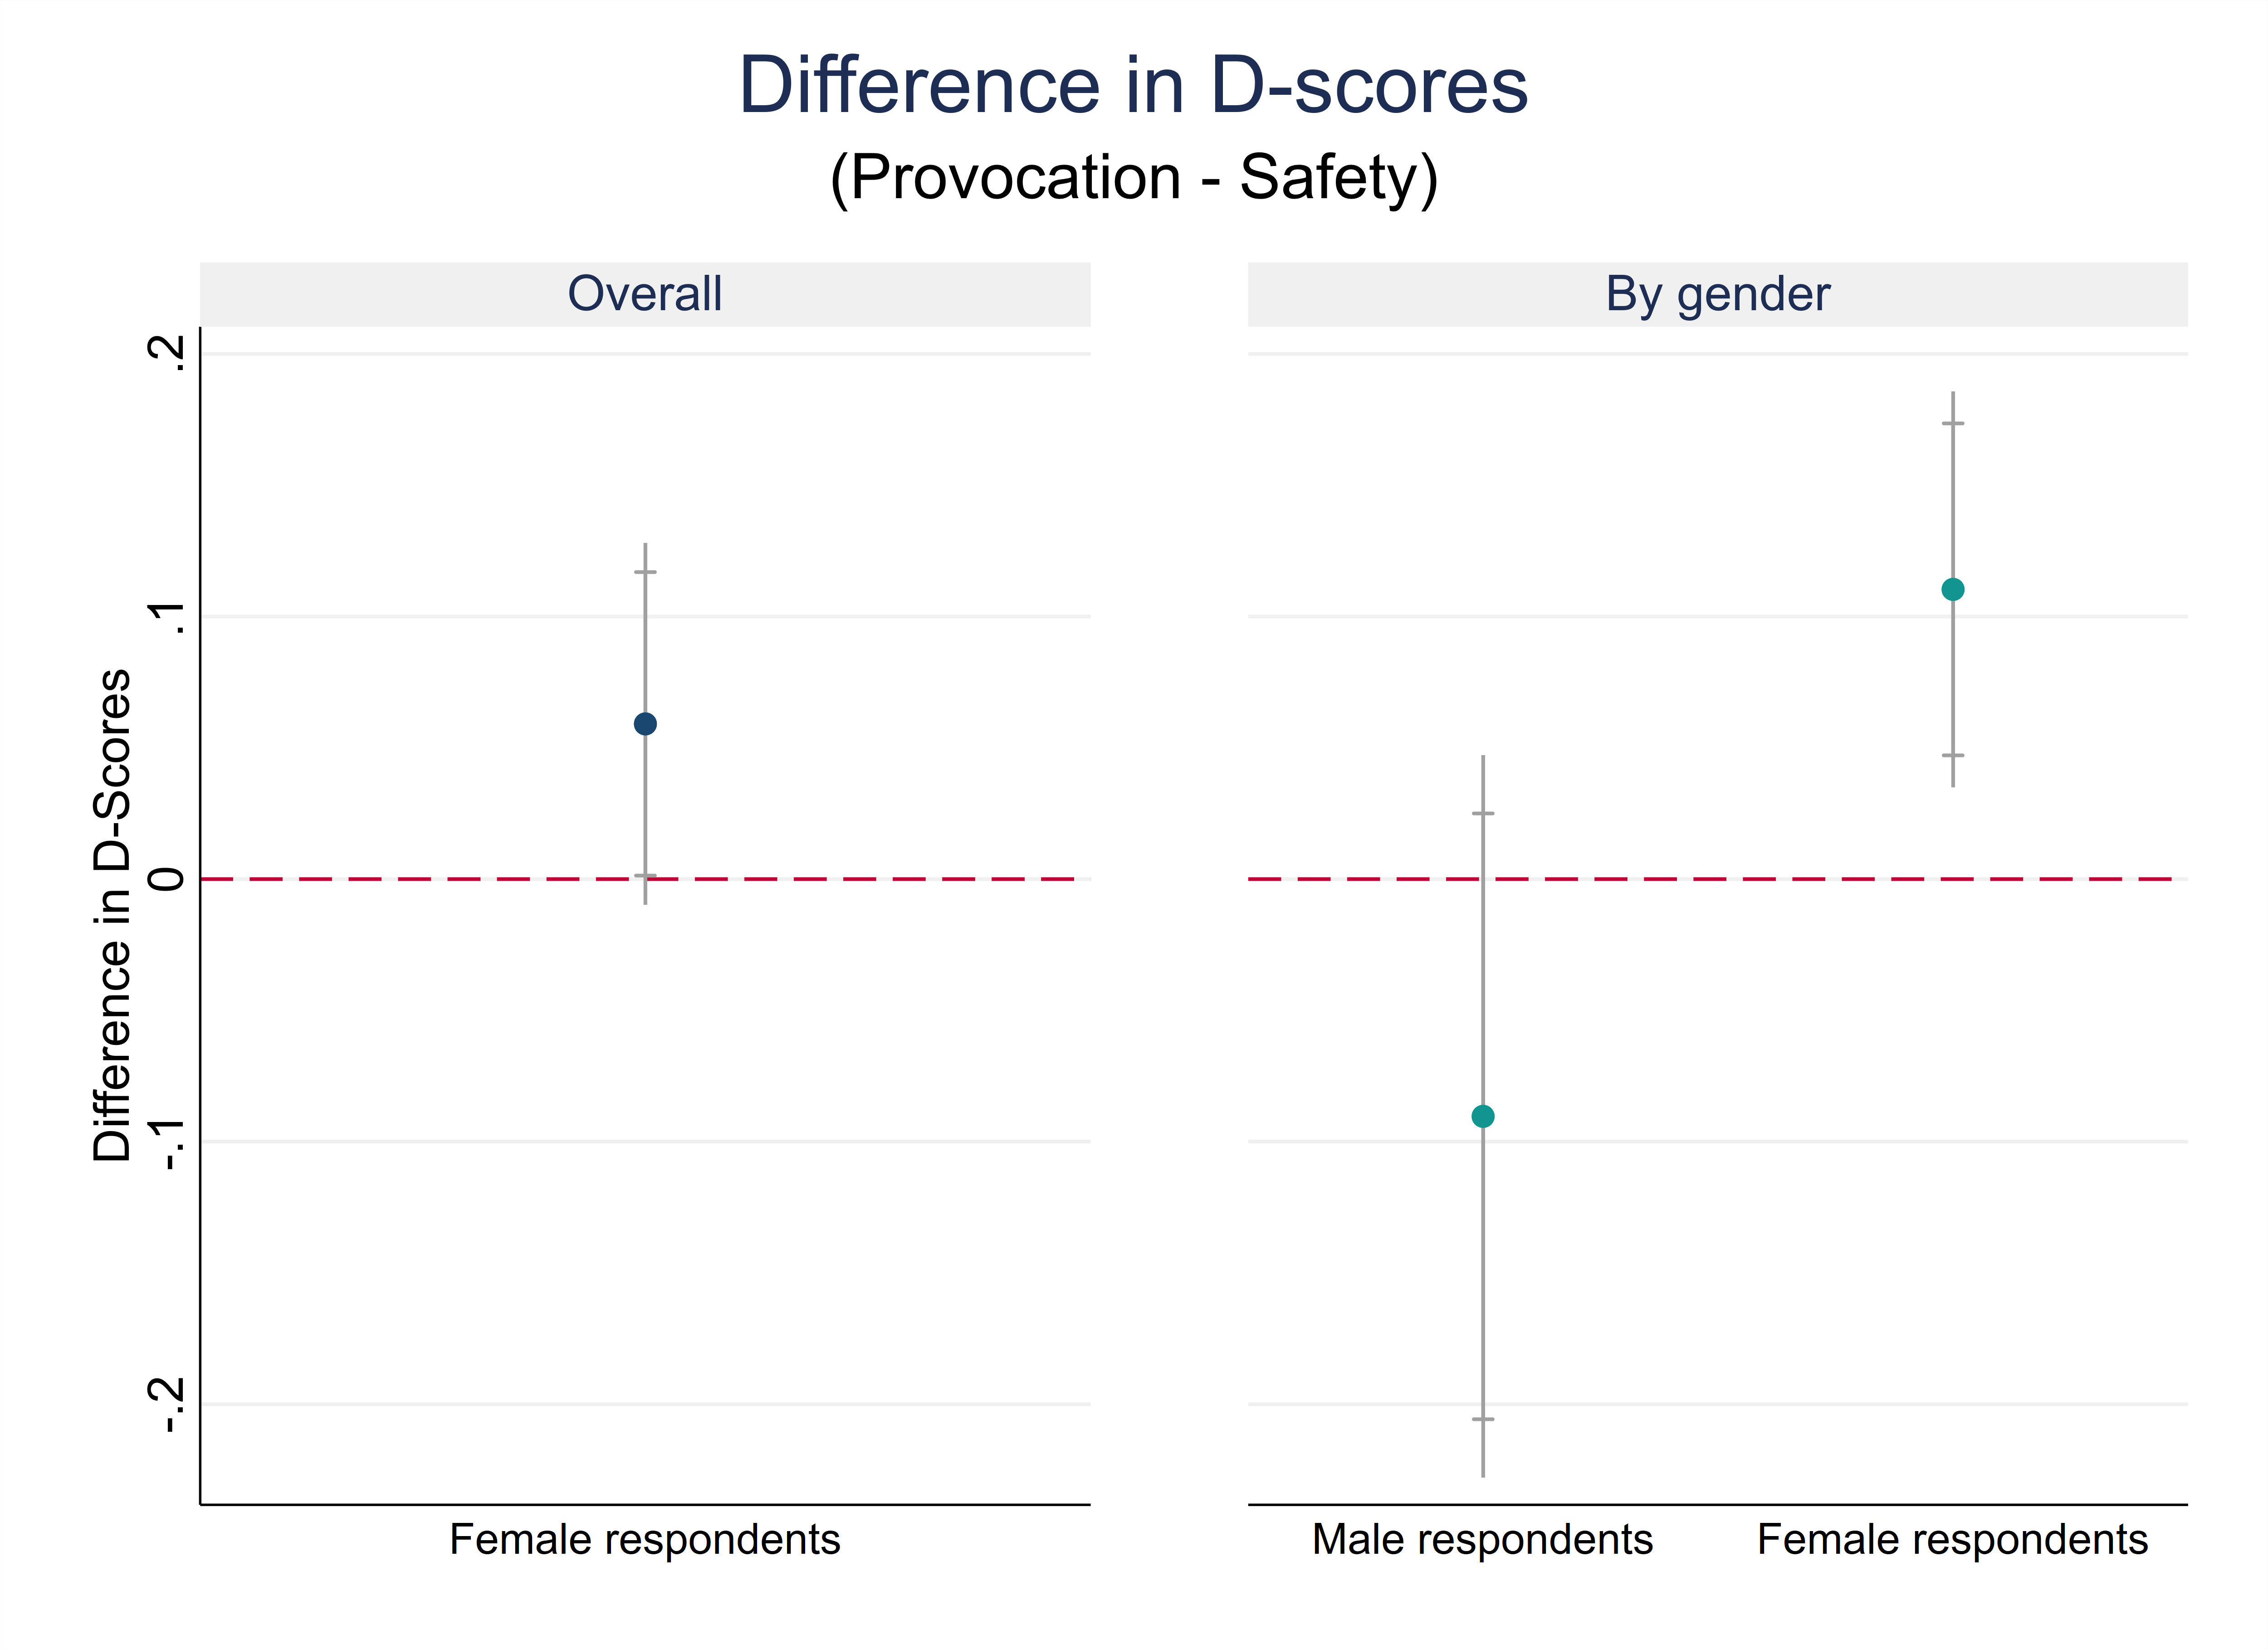 Difference in D-scores
(Provocation - Safety)
Overall
By gender
Difference in D-Scores
.2
.1
0
-.1
-.2
Female respondents
Male respondents
Female respondents